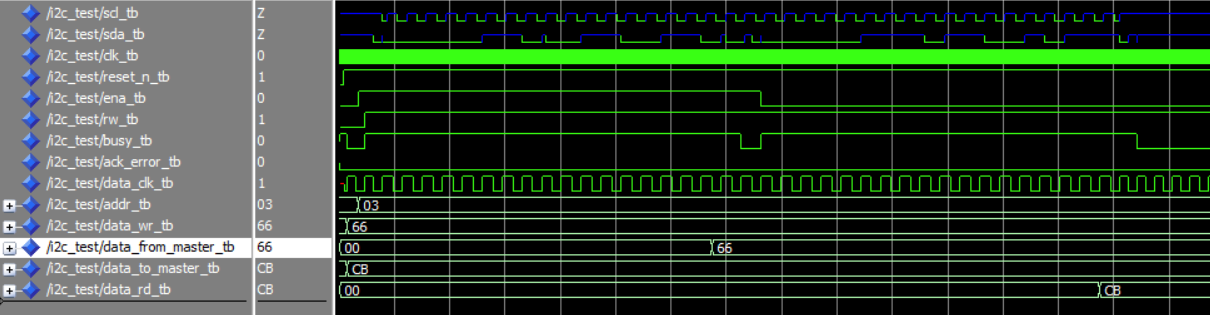 /i2c_test/scl_tb Z
/i2c_test/sda_tb Z
/i2c_test/clk_tb 0
/i2c_test/reset_n_tb 1
/i2c_test/ena_tb 0
/i2c_test/rw_tb 1
/i2c_test/busy_tb 0
/i2c_test/ack_error_tb 0
/i2c_test/data_clk_tb 1
/i2c_test/addr_tb 03 03
/i2c_test/data_wr_tb 66 66
/i2c_test/data_from_master_tb 66 00 66
/i2c_test/data_to_master_tb CB CB
/i2c_test/data_rd_tb CB 00 CB